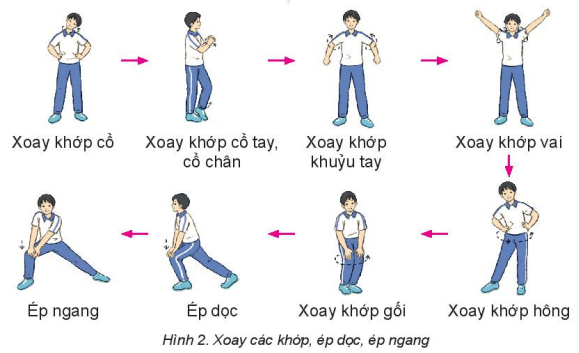 Xoay khớp cổ
Xoay khớp cổ tay,
cổ chân
Xoay khớp
khuỷu tay
Xoay khớp vai
Ép ngang
Ép dọc
Xoay khớp gối
Xoay khớp hông
Hình 2. Xoay các khớp, ép dọc, ép ngang